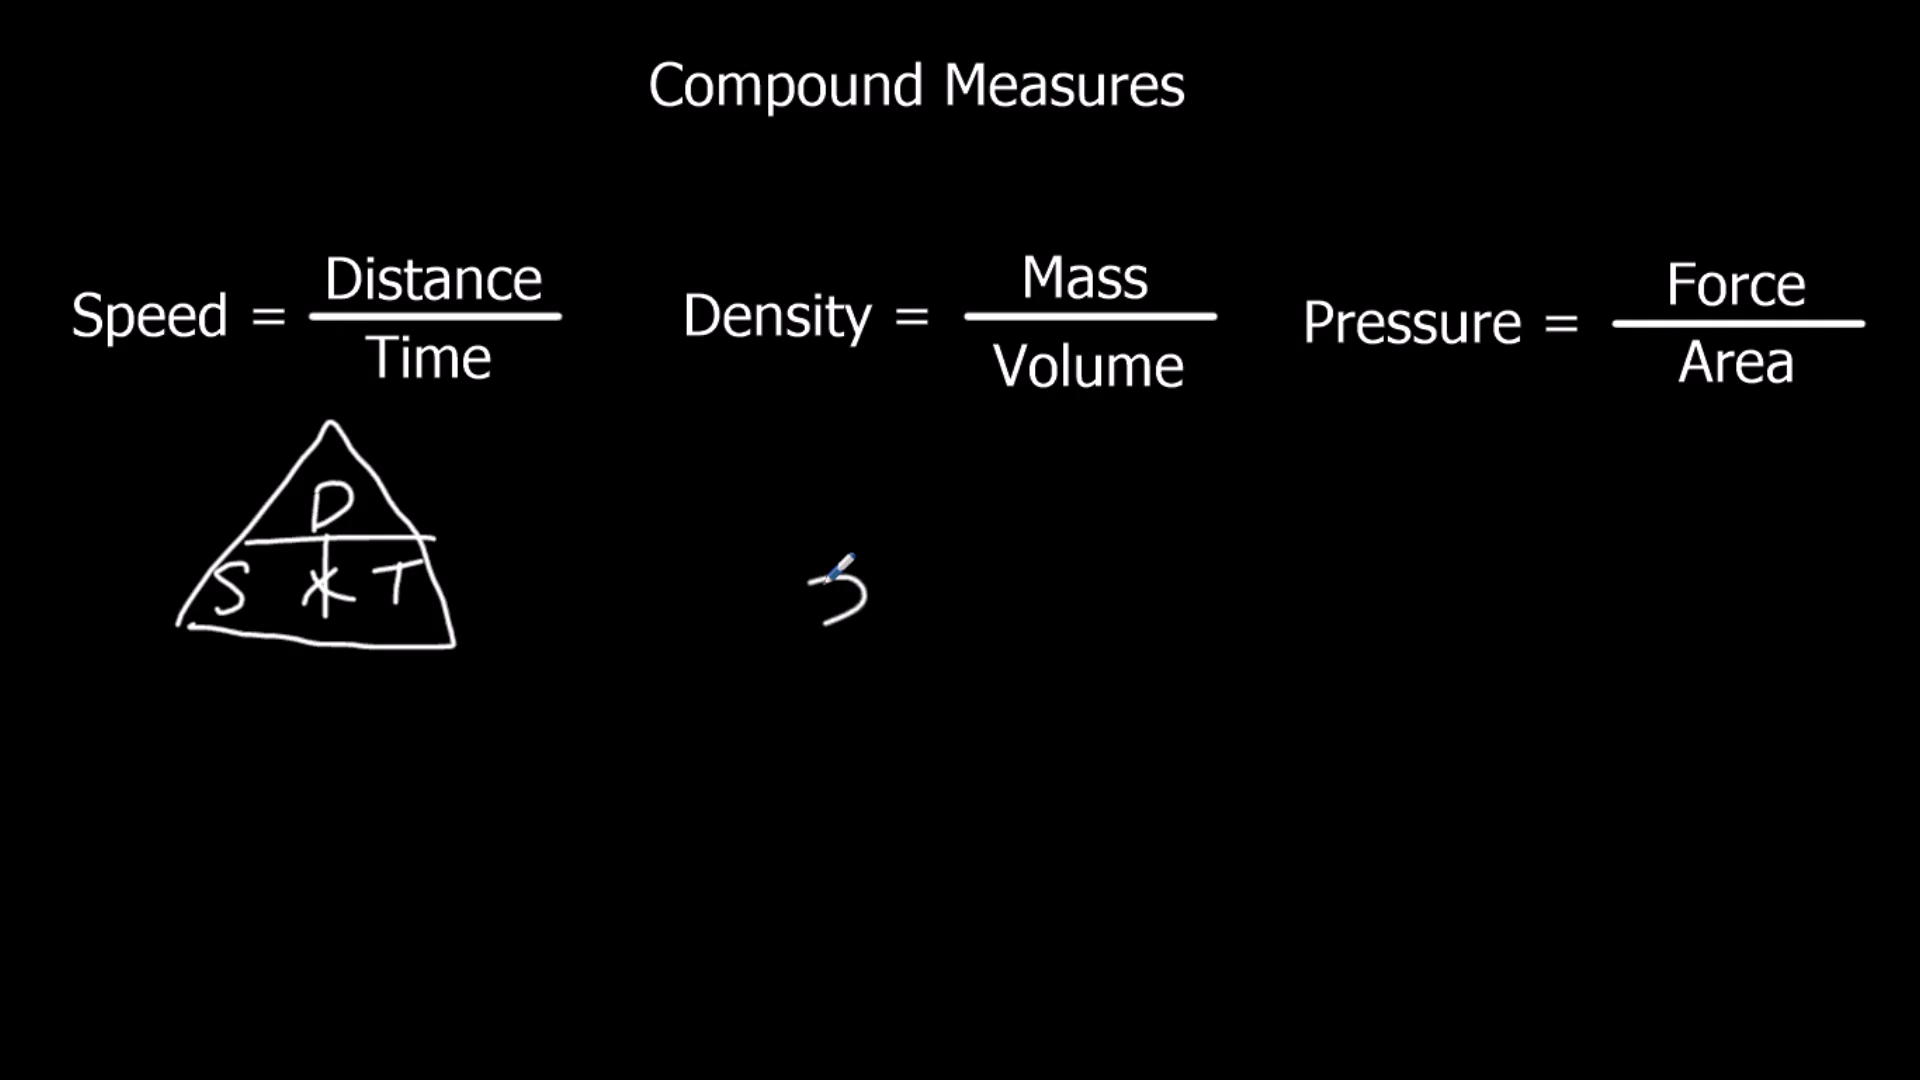 Compound Measures
Speed = Distance / Time
Density = Mass / Volume
Pressure = Force / Area
D
S * T